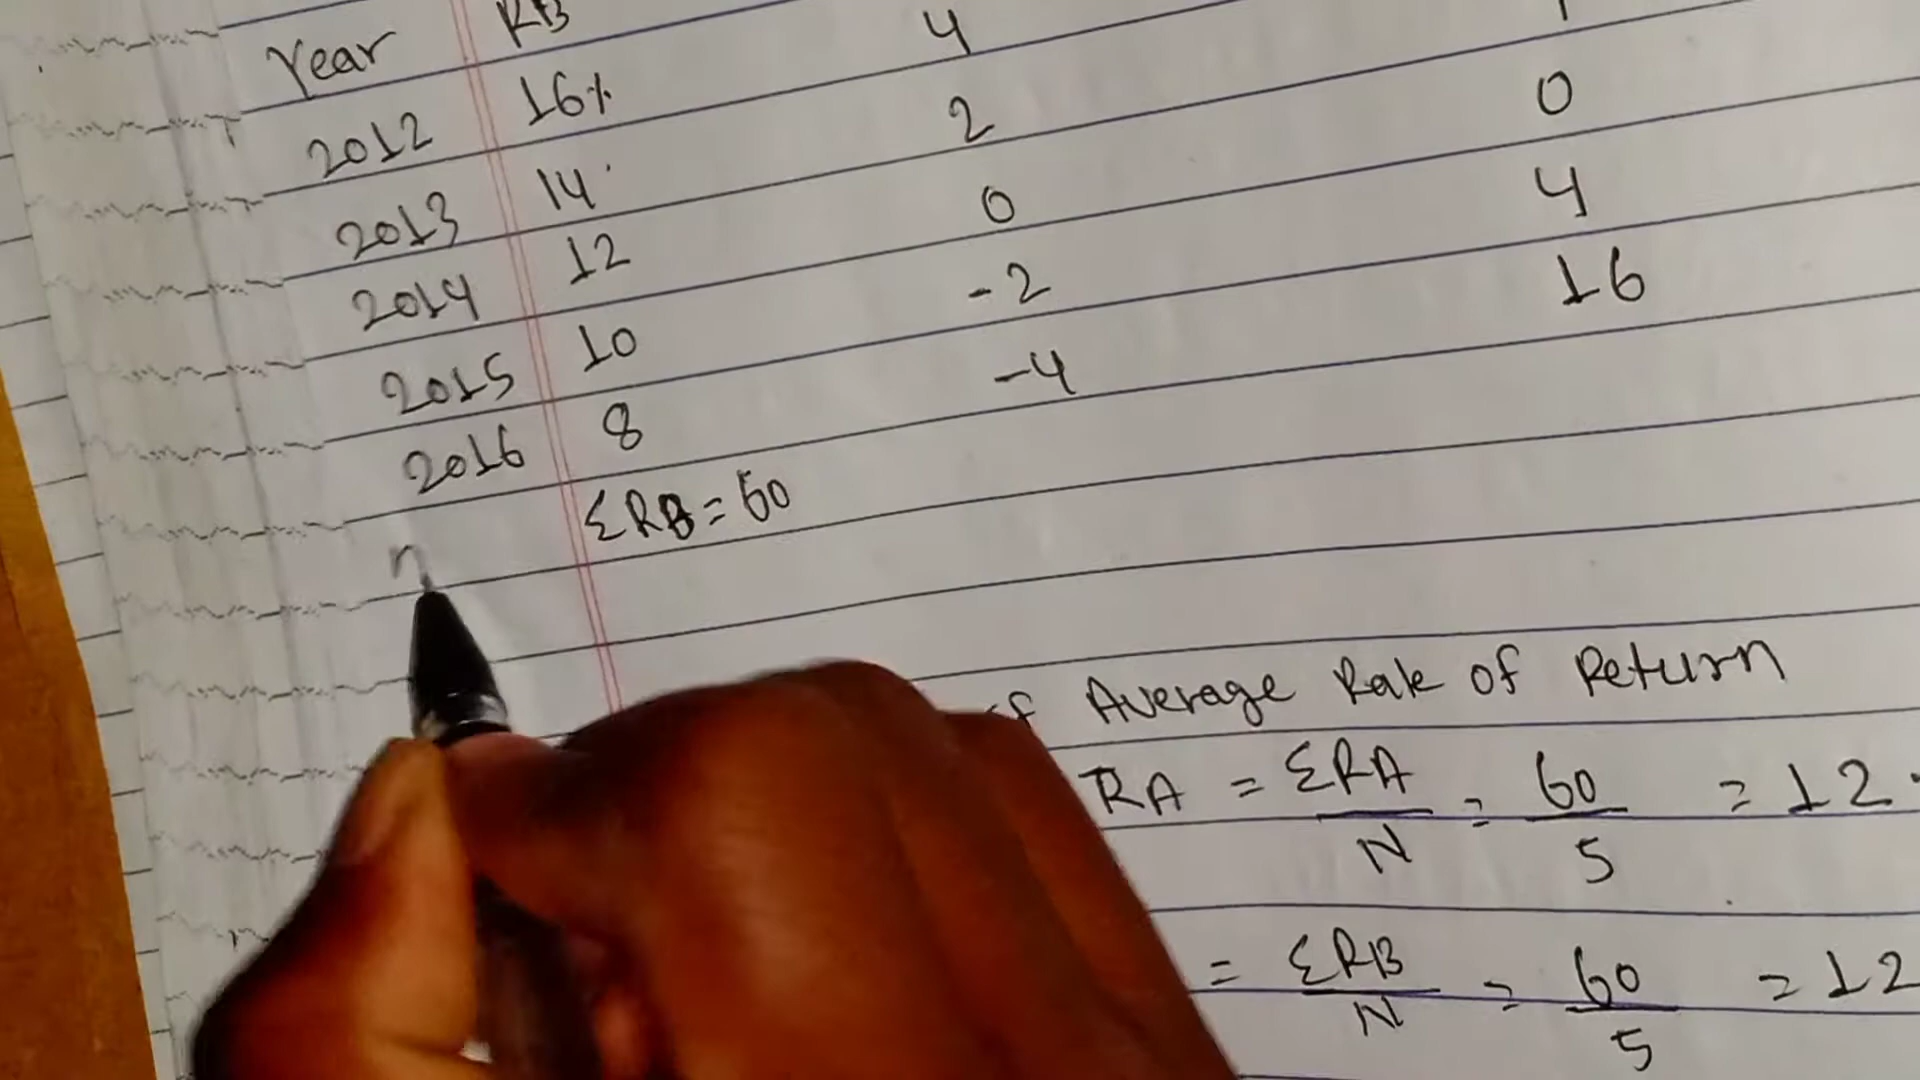 Year RB
2012 16% 4
2013 14 2 0
2014 12 0 4
2015 10 -2 16
2016 8 -4
n ΣRB = 60
of Average Rate of Return
RA = ΣRA / N = 60 / 5 = 12
= ΣRB / N = 60 / 5 = 12